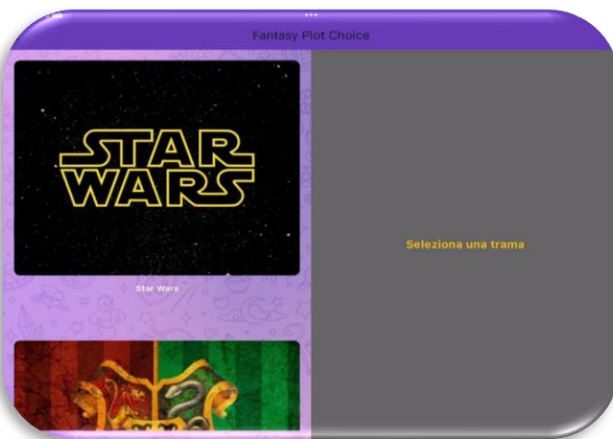 Fantasy Plot Choice
STAR
WARS
Star Wars
Seleziona una trama